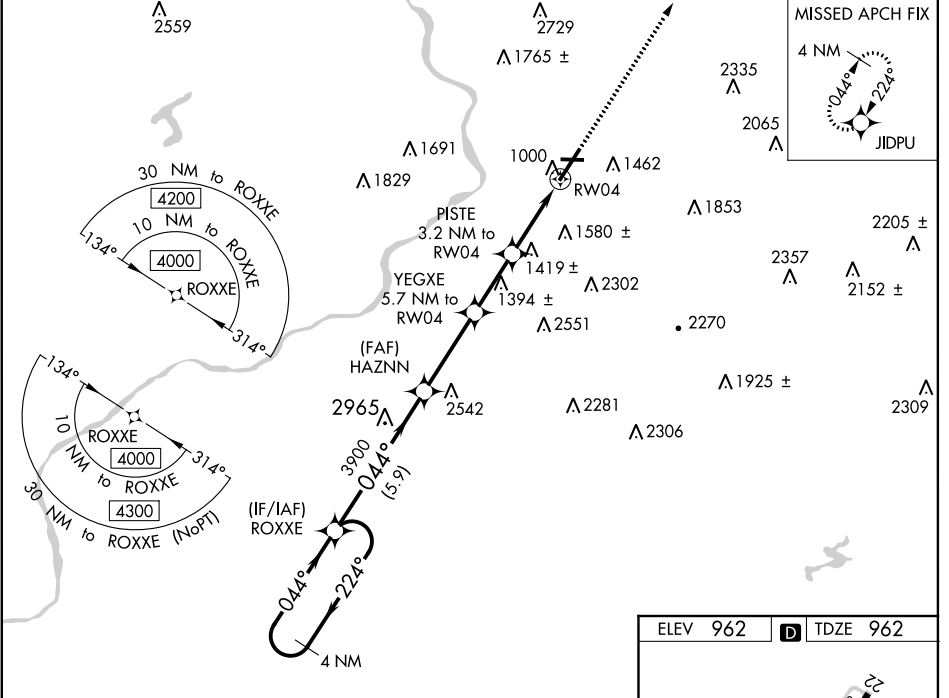 2559
2729
1765 ±
MISSED APCH FIX
4 NM
044°
224°
JIDPU
2335
2065
1691
1829
1000
1462
RW04
30 NM to ROXXE
4200
10 NM to ROXXE
4000
134°
ROXXE
314°
PISTE
3.2 NM to
RW04
1580 ±
1853
2205 ±
1419 ±
2357
2152 ±
YEGXE
5.7 NM to
RW04
1394 ±
2302
2551
2270
(FAF)
HAZNN
2542
2965
1925 ±
2281
2309
2306
134°
ROXXE
314°
4000
10 NM to ROXXE
4300
30 NM to ROXXE (NoPT)
3900
044°
(5.9)
(IF/IAF)
ROXXE
044°
224°
4 NM
ELEV 962
D
TDZE 962
22